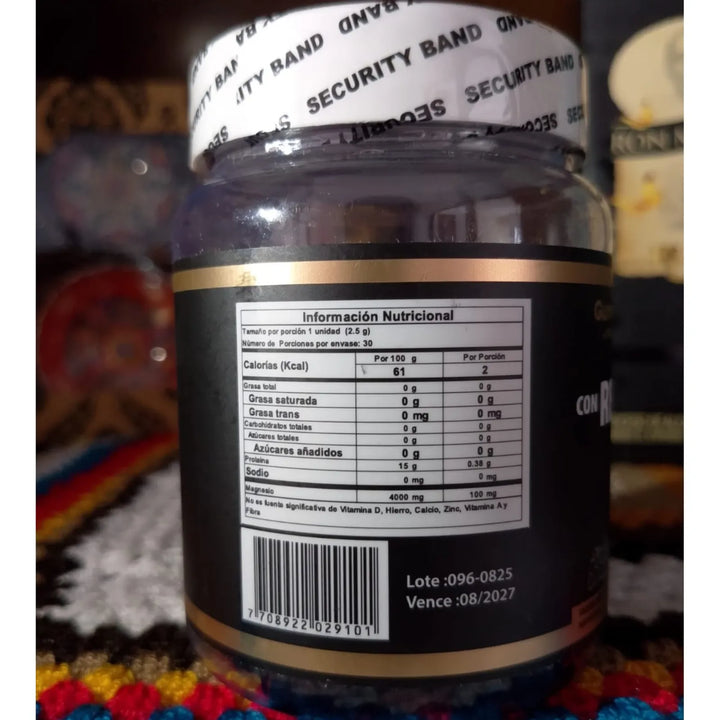 SECURITY BAND
SECURITY BAND
SECURITY
Información Nutricional
Tamaño por porción 1 unidad (2.5 g)
Número de Porciones por envase: 30
Calorías (Kcal) Por 100 g Por Porción
61 2
Grasa total 0 g 0 g
Grasa saturada 0 g 0 g
Grasa trans 0 mg 0 mg
Carbohidratos totales 0 g 0 g
Azúcares totales 0 g 0 g
Azúcares añadidos 0 g 0 g
Proteína 15 g 0.38 g
Sodio 0 mg 0 mg
Magnesio 4000 mg 100 mg
No es fuente significativa de Vitamina D, Hierro, Calcio, Zinc, Vitamina A y
Fibra
CON
7 708922 029101
Lote :096-0825
Vence :08/2027